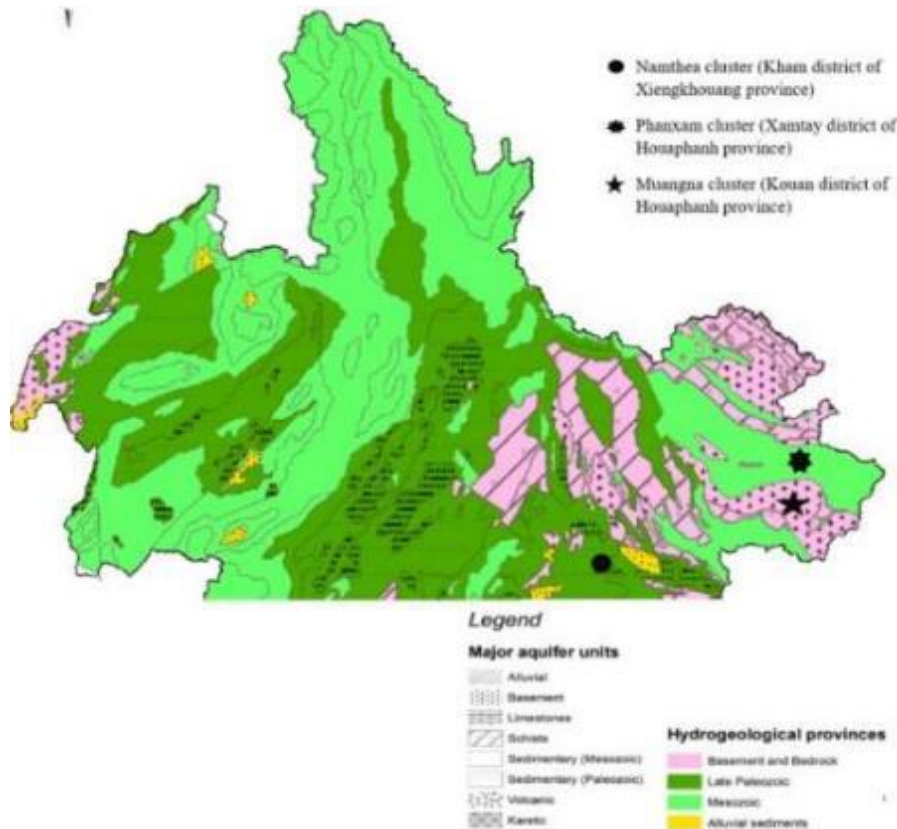 Namthea cluster (Kham district of
Xiengkhouang province)
Phanxam cluster (Xamtay district of
Houaphanh province)
Muangna cluster (Kouan district of
Houaphanh province)
Legend
Major aquifer units
Alluvial
Basement
Limestones
Schists
Sedimentary (Mesozoic)
Sedimentary (Paleozoic)
Volcanic
Karstic
Hydrogeological provinces
Basement and Bedrock
Late Paleozoic
Mesozoic
Alluvial sediments